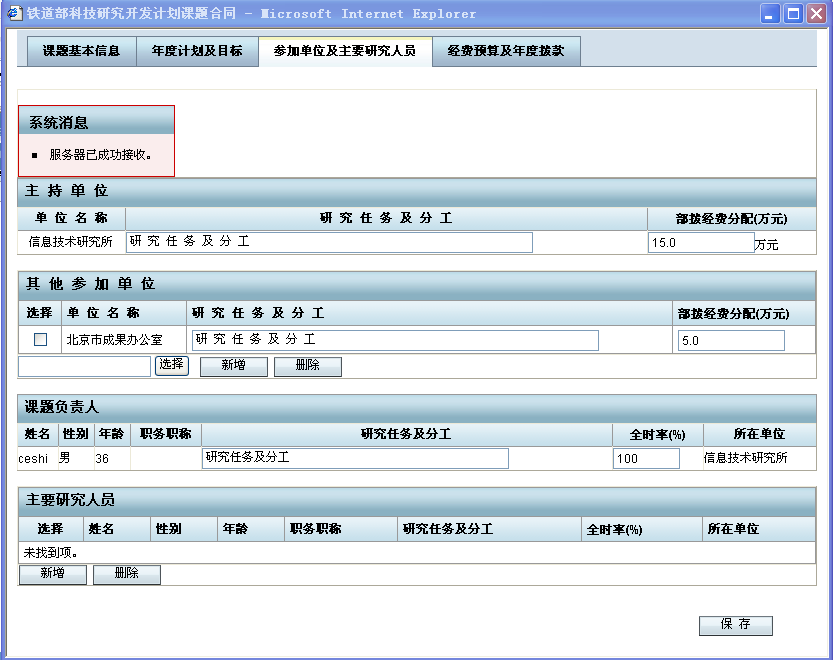 铁道部科技研究开发计划课题合同 - Microsoft Internet Explorer
课题基本信息 年度计划及目标 参加单位及主要研究人员 经费预算及年度拨款
系统消息
服务器已成功接收。
主 持 单 位
单 位 名 称 研 究 任 务 及 分 工 部拨经费分配(万元)
信息技术研究所 研 究 任 务 及 分 工 15.0 万元
其 他 参 加 单 位
选择 单 位 名 称 研 究 任 务 及 分 工 部拨经费分配(万元)
北京市成果办公室 研 究 任 务 及 分 工 5.0
选择 新增 删除
课题负责人
姓名 性别 年龄 职务职称 研究任务及分工 全时率(%) 所在单位
ceshi 男 36 研究任务及分工 100 信息技术研究所
主要研究人员
选择 姓名 性别 年龄 职务职称 研究任务及分工 全时率(%) 所在单位
未找到项。
新增 删除
保 存